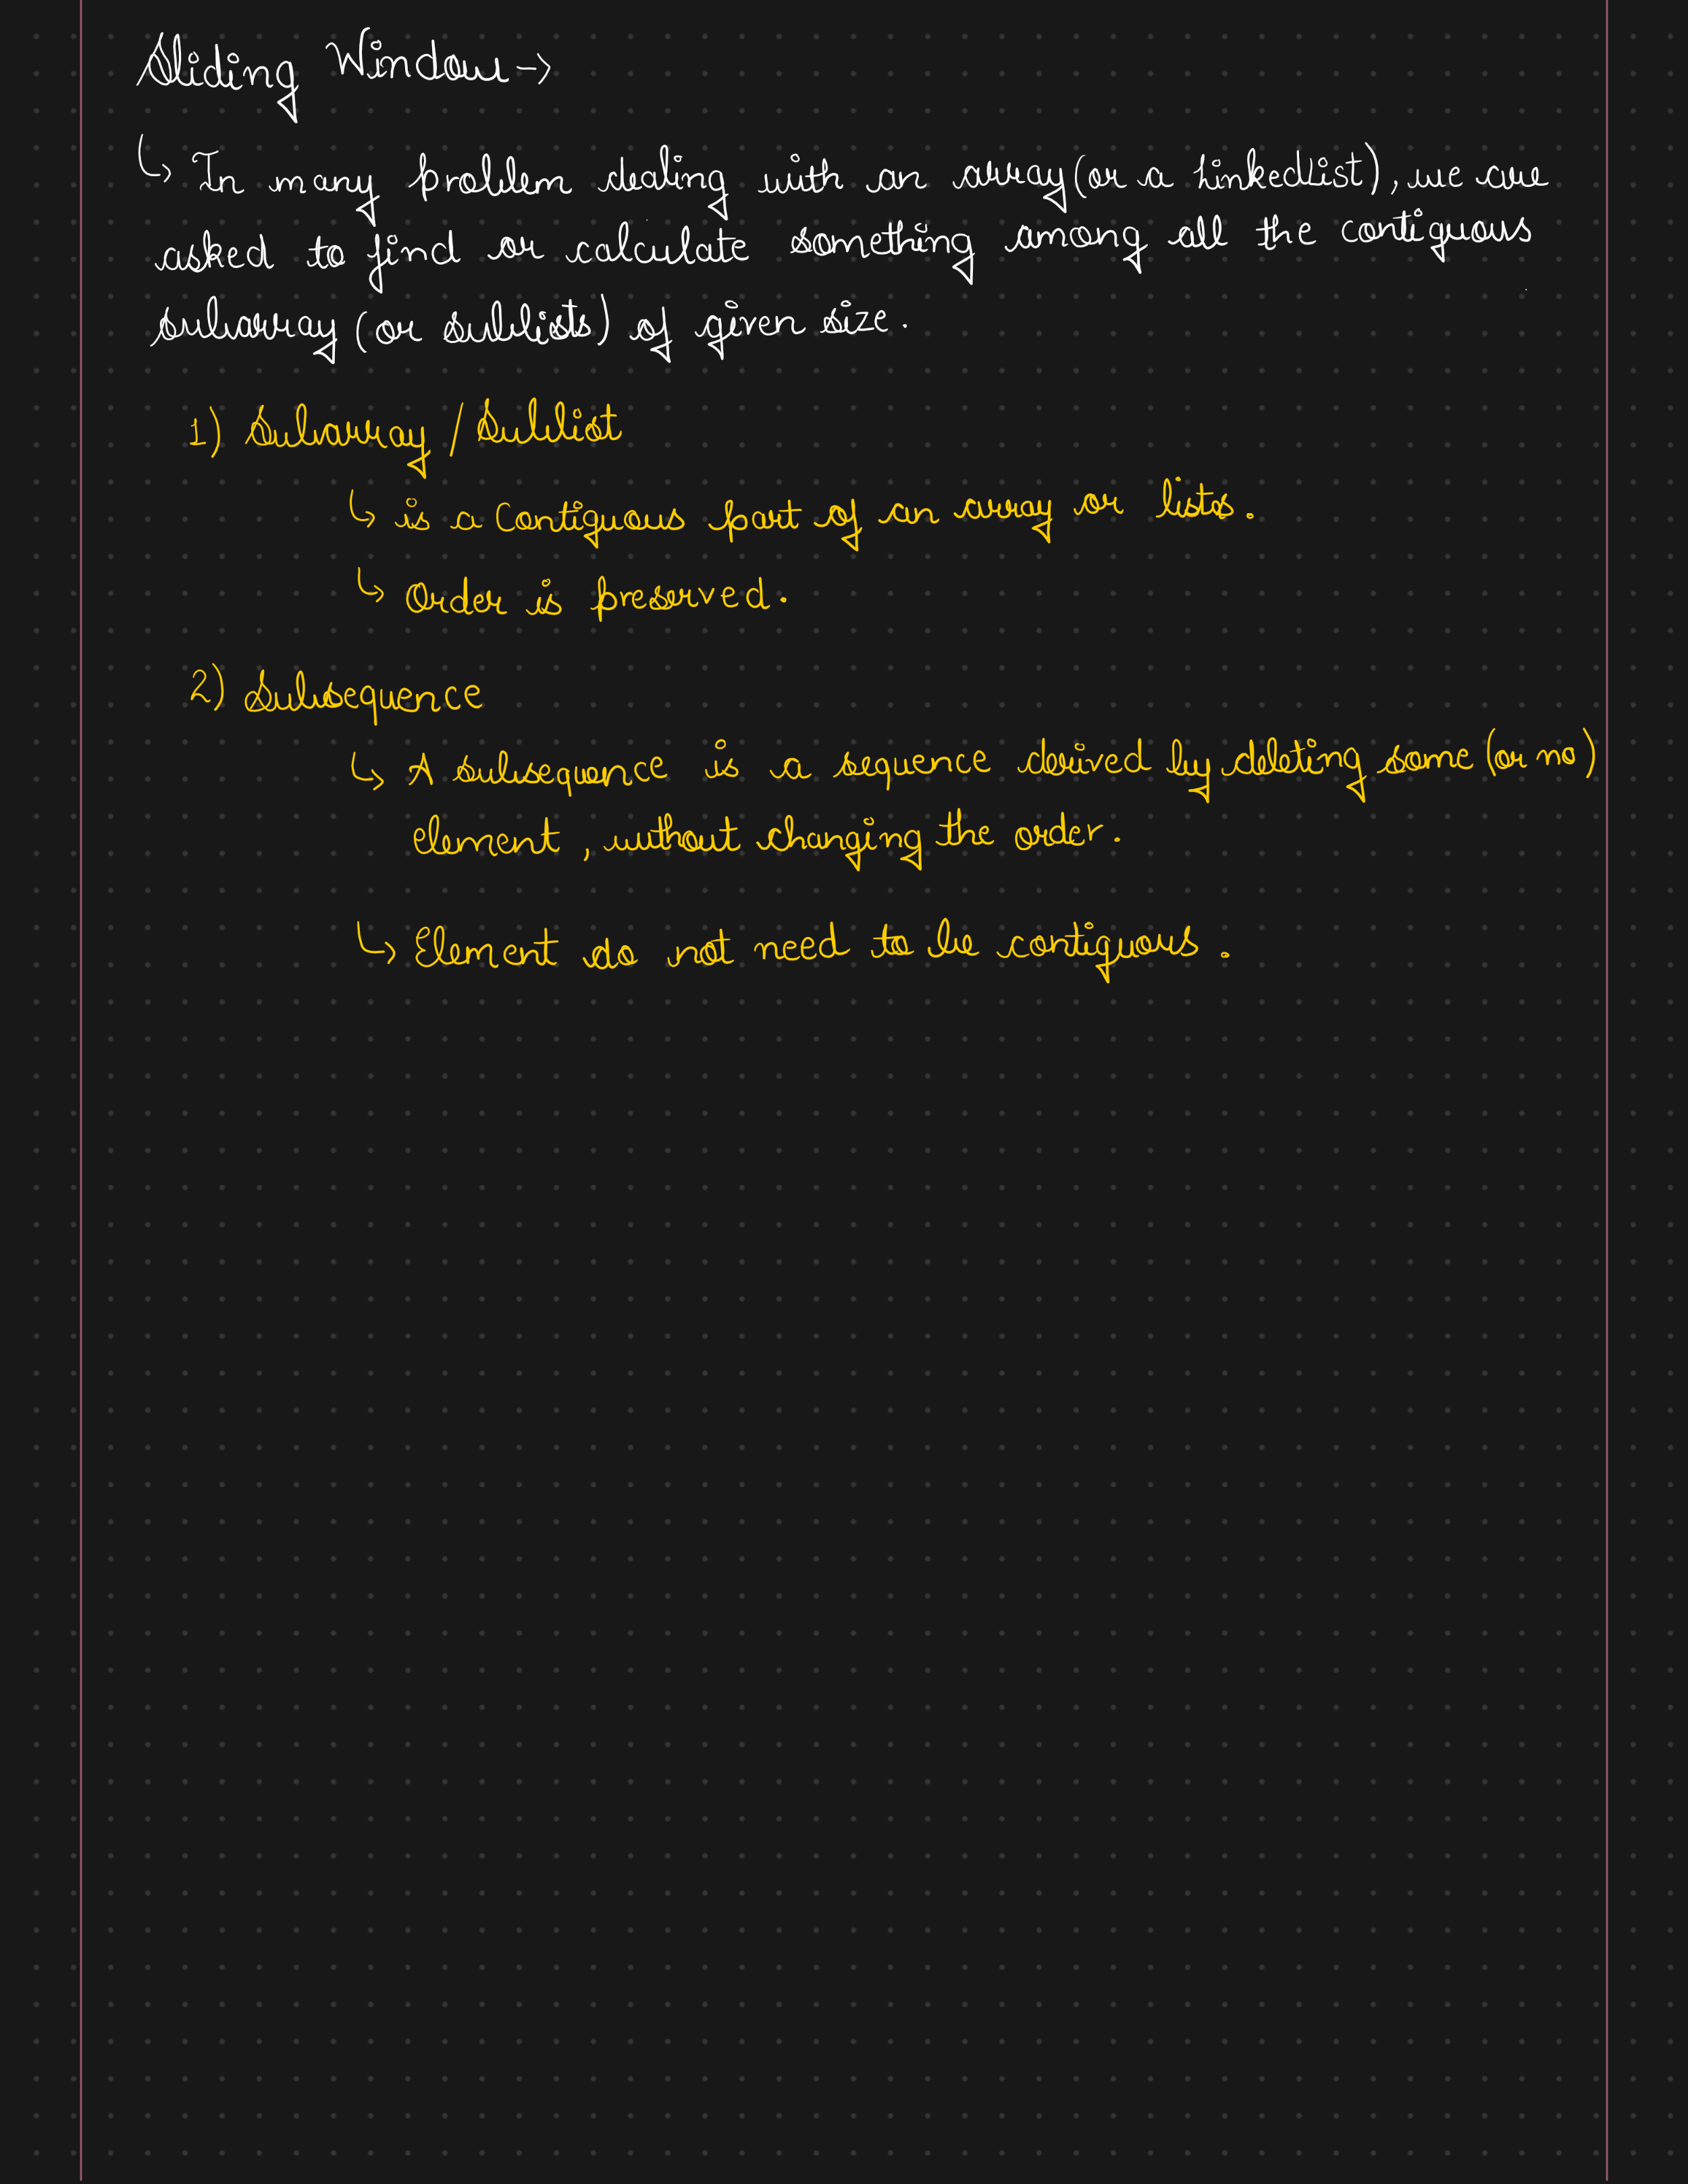 Sliding Window →
↳ In many problem dealing with an array (or a LinkedList), we are
asked to find or calculate something among all the contiguous
subarray (or sublists) of given size.
1) Subarray / Sublist
↳ is a Contiguous part of an array or lists.
↳ Order is preserved.
2) Subsequence
↳ A subsequence is a sequence derived by deleting some (or no)
element, without changing the order.
↳ Element do not need to be contiguous.